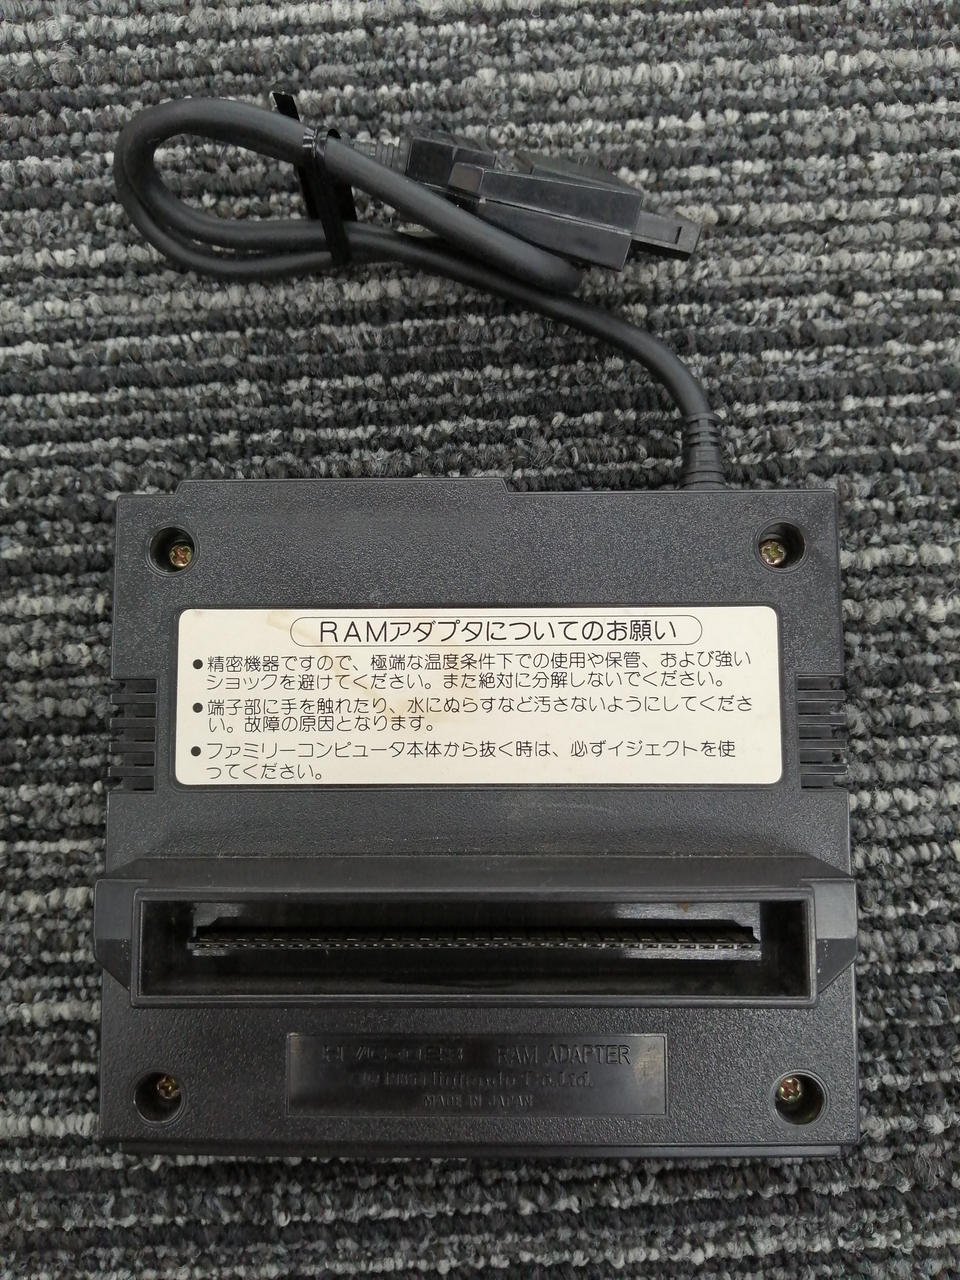 RAMアダプタについてのお願い
●精密機器ですので、極端な温度条件下での使用や保管、および強い
ショックを避けてください。また絶対に分解しないでください。
●端子部に手を触れたり、水にぬらすなど汚さないようにしてくださ
い。故障の原因となります。
●ファミリーコンピュータ本体から抜く時は、必ずイジェクトを使
ってください。
RAM ADAPTER
Nintendo Co.,Ltd.
MADE IN JAPAN